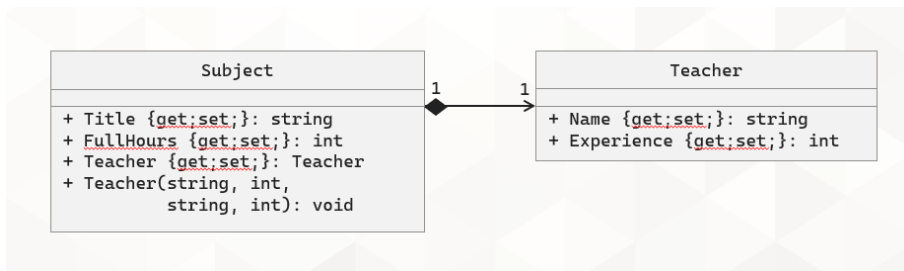 Subject
1
+ Title {get;set;}: string
+ FullHours {get;set;}: int
+ Teacher {get;set;}: Teacher
+ Teacher(string, int,
string, int): void
1
Teacher
+ Name {get;set;}: string
+ Experience {get;set;}: int